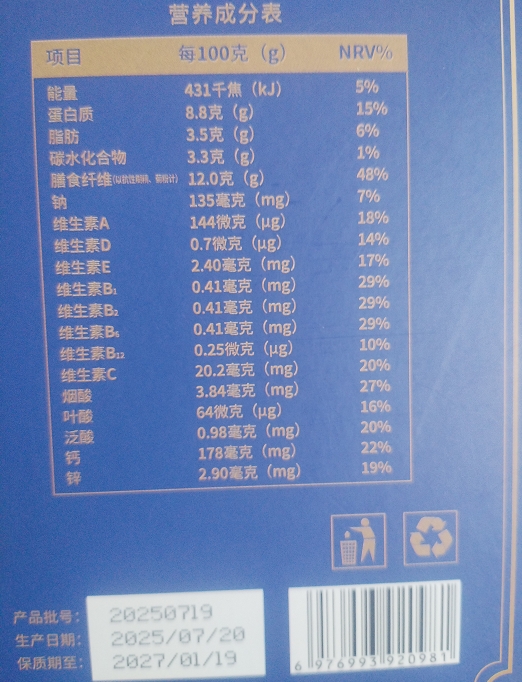 营养成分表
项目 每100克（g） NRV%
能量 431千焦（kJ） 5%
蛋白质 8.8克（g） 15%
脂肪 3.5克（g） 6%
碳水化合物 3.3克（g） 1%
膳食纤维 12.0克（g） 48%
钠 135毫克（mg） 7%
维生素A 144微克（μg） 18%
维生素D 0.7微克（μg） 14%
维生素E 2.40毫克（mg） 17%
维生素B₁ 0.41毫克（mg） 29%
维生素B₂ 0.41毫克（mg） 29%
维生素B₆ 0.41毫克（mg） 29%
维生素B₁₂ 0.25微克（μg） 10%
维生素C 20.2毫克（mg） 20%
烟酸 3.84毫克（mg） 27%
叶酸 64微克（μg） 16%
泛酸 0.98毫克（mg） 20%
钙 178毫克（mg） 22%
锌 2.90毫克（mg） 19%
产品批号： 20250719
生产日期： 2025/07/20
保质期至： 2027/01/19
6 976993 920981